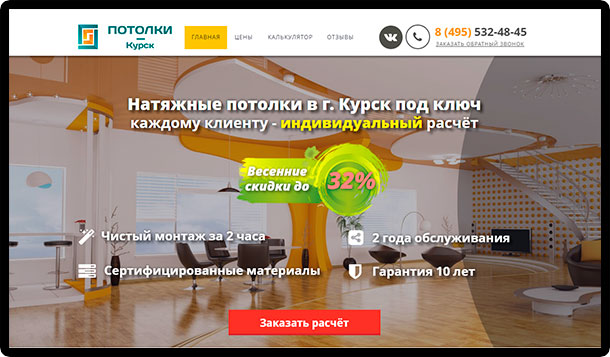 ПОТОЛКИ
Курск
ГЛАВНАЯ ЦЕНЫ КАЛЬКУЛЯТОР ОТЗЫВЫ
8 (495) 532-48-45
ЗАКАЗАТЬ ОБРАТНЫЙ ЗВОНОК
Натяжные потолки в г. Курск под ключ
каждому клиенту - индивидуальный расчёт
Весенние
скидки до
32%
Чистый монтаж за 2 часа
2 года обслуживания
Сертифицированные материалы
Гарантия 10 лет
Заказать расчёт